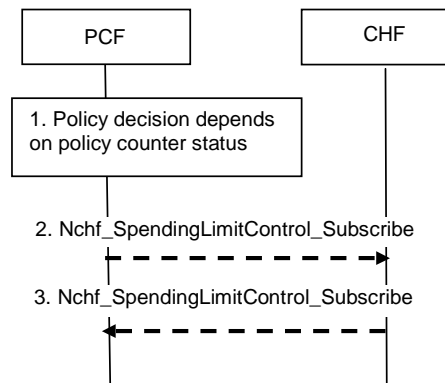 PCF
CHF
1. Policy decision depends
on policy counter status
2. Nchf_SpendingLimitControl_Subscribe
3. Nchf_SpendingLimitControl_Subscribe